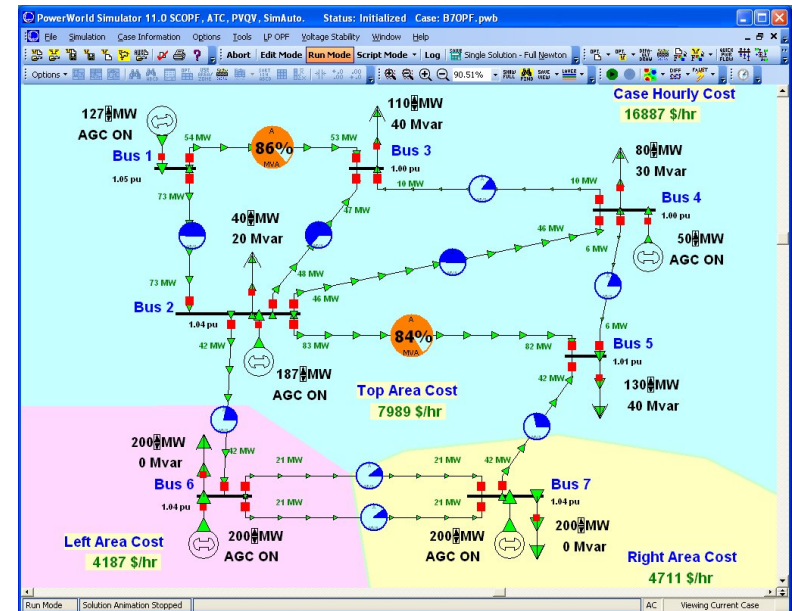 PowerWorld Simulator 11.0 SCOPF, ATC, PVQV, SimAuto. Status: Initialized Case: B7OPF.pwb
File Simulation Case Information Options Tools LP OPF Voltage Stability Window Help
Abort Edit Mode Run Mode Script Mode Log Single Solution - Full Newton
Options 90.51%
Case Hourly Cost
16887 $/hr
127 MW
AGC ON
Bus 1
1.05 pu
54 MW
A
86%
MVA
53 MW
110 MW
40 Mvar
Bus 3
1.00 pu
10 MW
10 MW
80 MW
30 Mvar
Bus 4
1.00 pu
50 MW
AGC ON
73 MW
73 MW
40 MW
20 Mvar
47 MW
48 MW
46 MW
46 MW
6 MW
6 MW
Bus 2
1.04 pu
42 MW
83 MW
A
84%
MVA
82 MW
187 MW
AGC ON
Bus 5
1.01 pu
42 MW
130 MW
40 Mvar
Top Area Cost
7989 $/hr
200 MW
0 Mvar
Bus 6
1.04 pu
42 MW
21 MW
21 MW
21 MW
21 MW
42 MW
Bus 7
1.04 pu
200 MW
AGC ON
200 MW
AGC ON
200 MW
0 Mvar
Left Area Cost
4187 $/hr
Right Area Cost
4711 $/hr
Run Mode Solution Animation Stopped AC Viewing Current Case